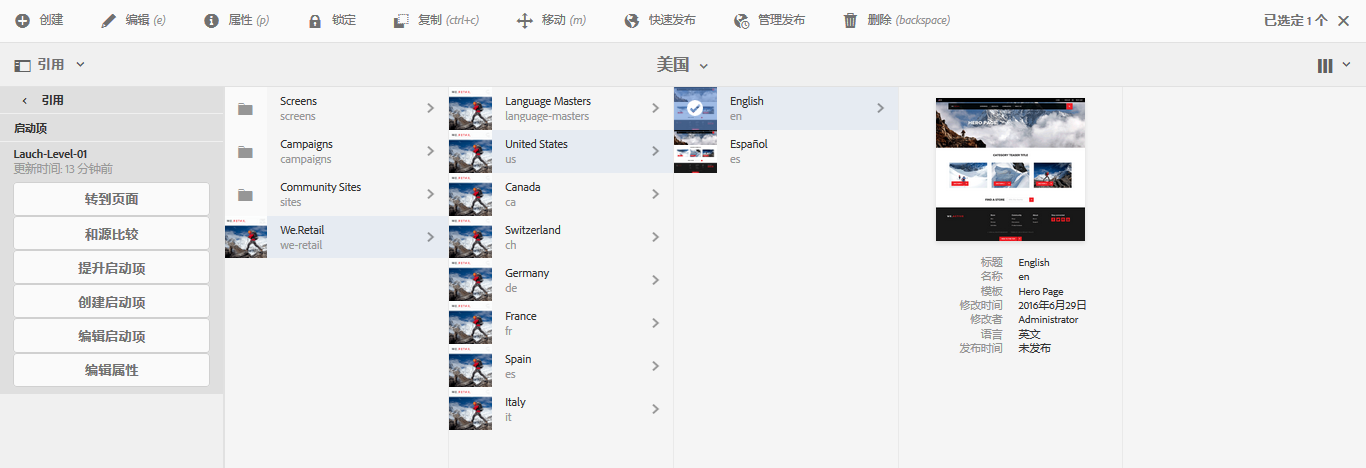 创建 编辑 (e) 属性 (p) 锁定 复制 (ctrl+c) 移动 (m) 快速发布 管理发布 删除 (backspace) 已选定 1 个
引用 美国
引用
启动顶
Lauch-Level-01
更新时间: 13 分钟前
转到页面
和源比较
提升启动项
创建启动项
编辑启动项
编辑属性
Screens
screens
Campaigns
campaigns
Community Sites
sites
We.Retail
we-retail
Language Masters
language-masters
United States
us
Canada
ca
Switzerland
ch
Germany
de
France
fr
Spain
es
Italy
it
English
en
Español
es
HERO PAGE
CATEGORY TEASER TITLE
FIND A STORE
标题 English
名称 en
模板 Hero Page
修改时间 2016年6月29日
修改者 Administrator
语言 英文
发布时间 未发布